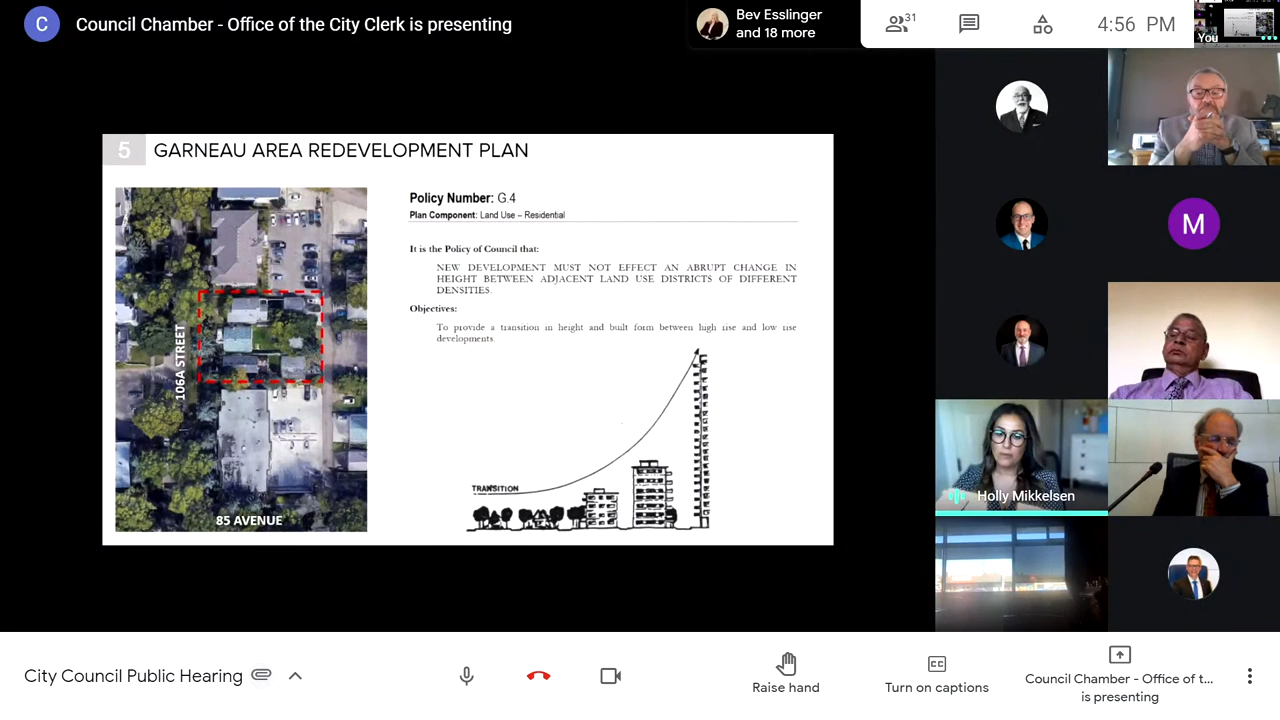 C
Council Chamber - Office of the City Clerk is presenting
Bev Esslinger
and 18 more
31
4:56 PM
You
5
GARNEAU AREA REDEVELOPMENT PLAN
106A STREET
85 AVENUE
Policy Number: G.4
Plan Component: Land Use – Residential
It is the Policy of Council that:
NEW DEVELOPMENT MUST NOT EFFECT AN ABRUPT CHANGE IN
HEIGHT BETWEEN ADJACENT LAND USE DISTRICTS OF DIFFERENT
DENSITIES.
Objectives:
To provide a transition in height and built form between high rise and low rise
developments.
TRANSITION
M
Holly Mikkelsen
City Council Public Hearing
Raise hand
CC
Turn on captions
Council Chamber - Office of t...
is presenting